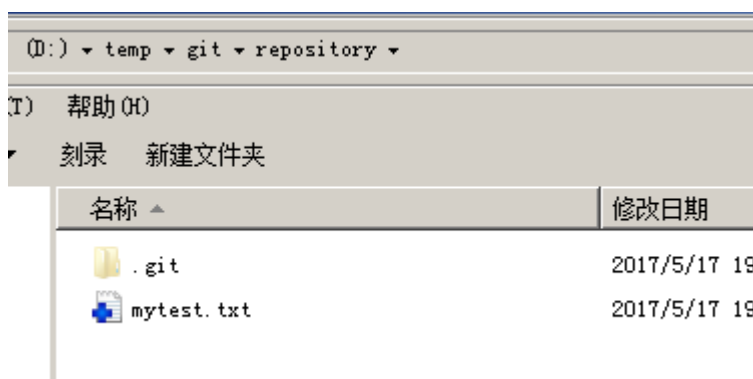 (D:) ▾ temp ▾ git ▾ repository ▾
(T) 帮助(H)
刻录 新建文件夹
名称 修改日期
.git 2017/5/17 19
mytest.txt 2017/5/17 19